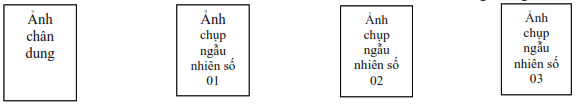 Ảnh
chân
dung
Ảnh
chụp
ngẫu
nhiên số
01
Ảnh
chụp
ngẫu
nhiên số
02
Ảnh
chụp
ngẫu
nhiên số
03